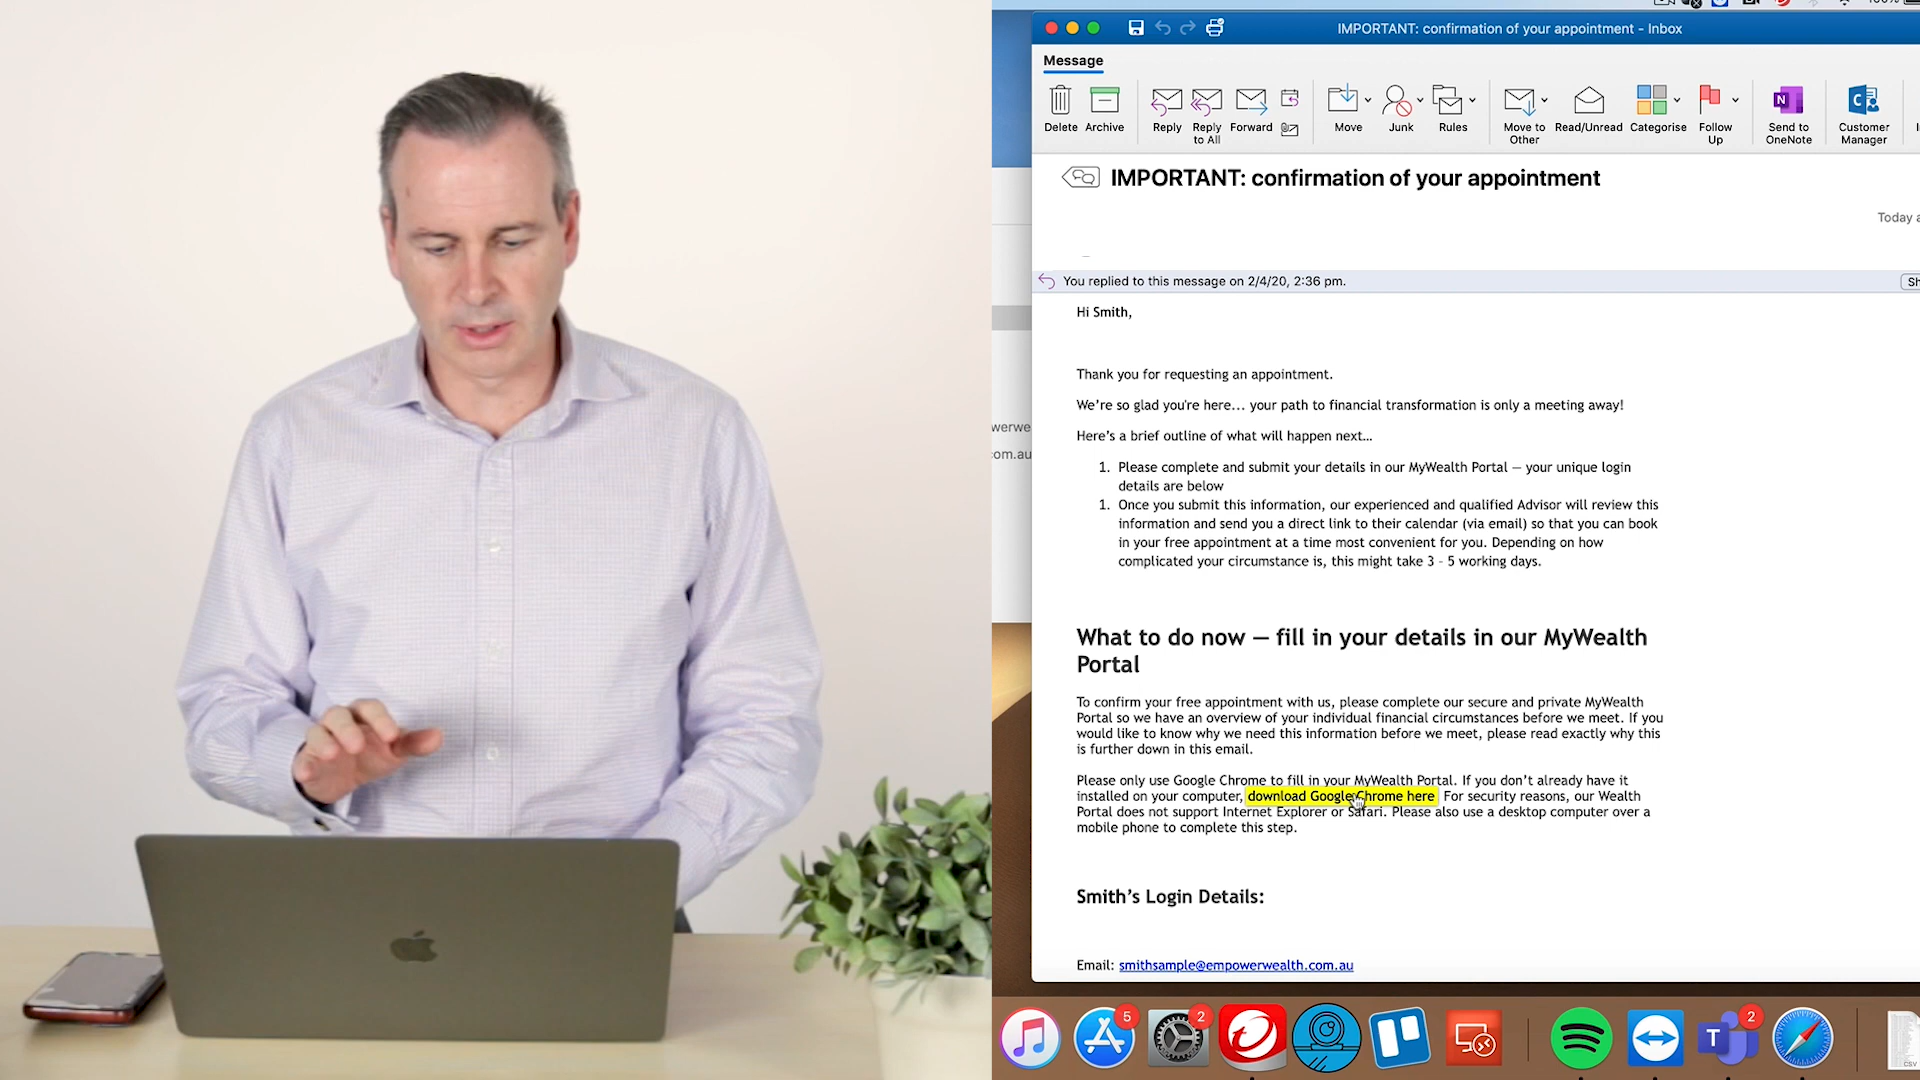 100%
IMPORTANT: confirmation of your appointment - Inbox
Message
Delete
Archive
Reply
Reply to All
Forward
Move
Junk
Rules
Move to Other
Read/Unread
Categorise
Follow Up
Send to OneNote
Customer Manager
IMPORTANT: confirmation of your appointment
Today a
You replied to this message on 2/4/20, 2:36 pm.
Sh
Hi Smith,
Thank you for requesting an appointment.
We're so glad you're here... your path to financial transformation is only a meeting away!
werwe
Here's a brief outline of what will happen next...
om.au
1. Please complete and submit your details in our MyWealth Portal — your unique login
details are below
1. Once you submit this information, our experienced and qualified Advisor will review this
information and send you a direct link to their calendar (via email) so that you can book
in your free appointment at a time most convenient for you. Depending on how
complicated your circumstance is, this might take 3 - 5 working days.
What to do now — fill in your details in our MyWealth
Portal
To confirm your free appointment with us, please complete our secure and private MyWealth
Portal so we have an overview of your individual financial circumstances before we meet. If you
would like to know why we need this information before we meet, please read exactly why this
is further down in this email.
Please only use Google Chrome to fill in your MyWealth Portal. If you don't already have it
installed on your computer, download Google Chrome here For security reasons, our Wealth
Portal does not support Internet Explorer or Safari. Please also use a desktop computer over a
mobile phone to complete this step.
Smith's Login Details:
Email: smithsample@empowerwealth.com.au
5
2
T
2
CSV